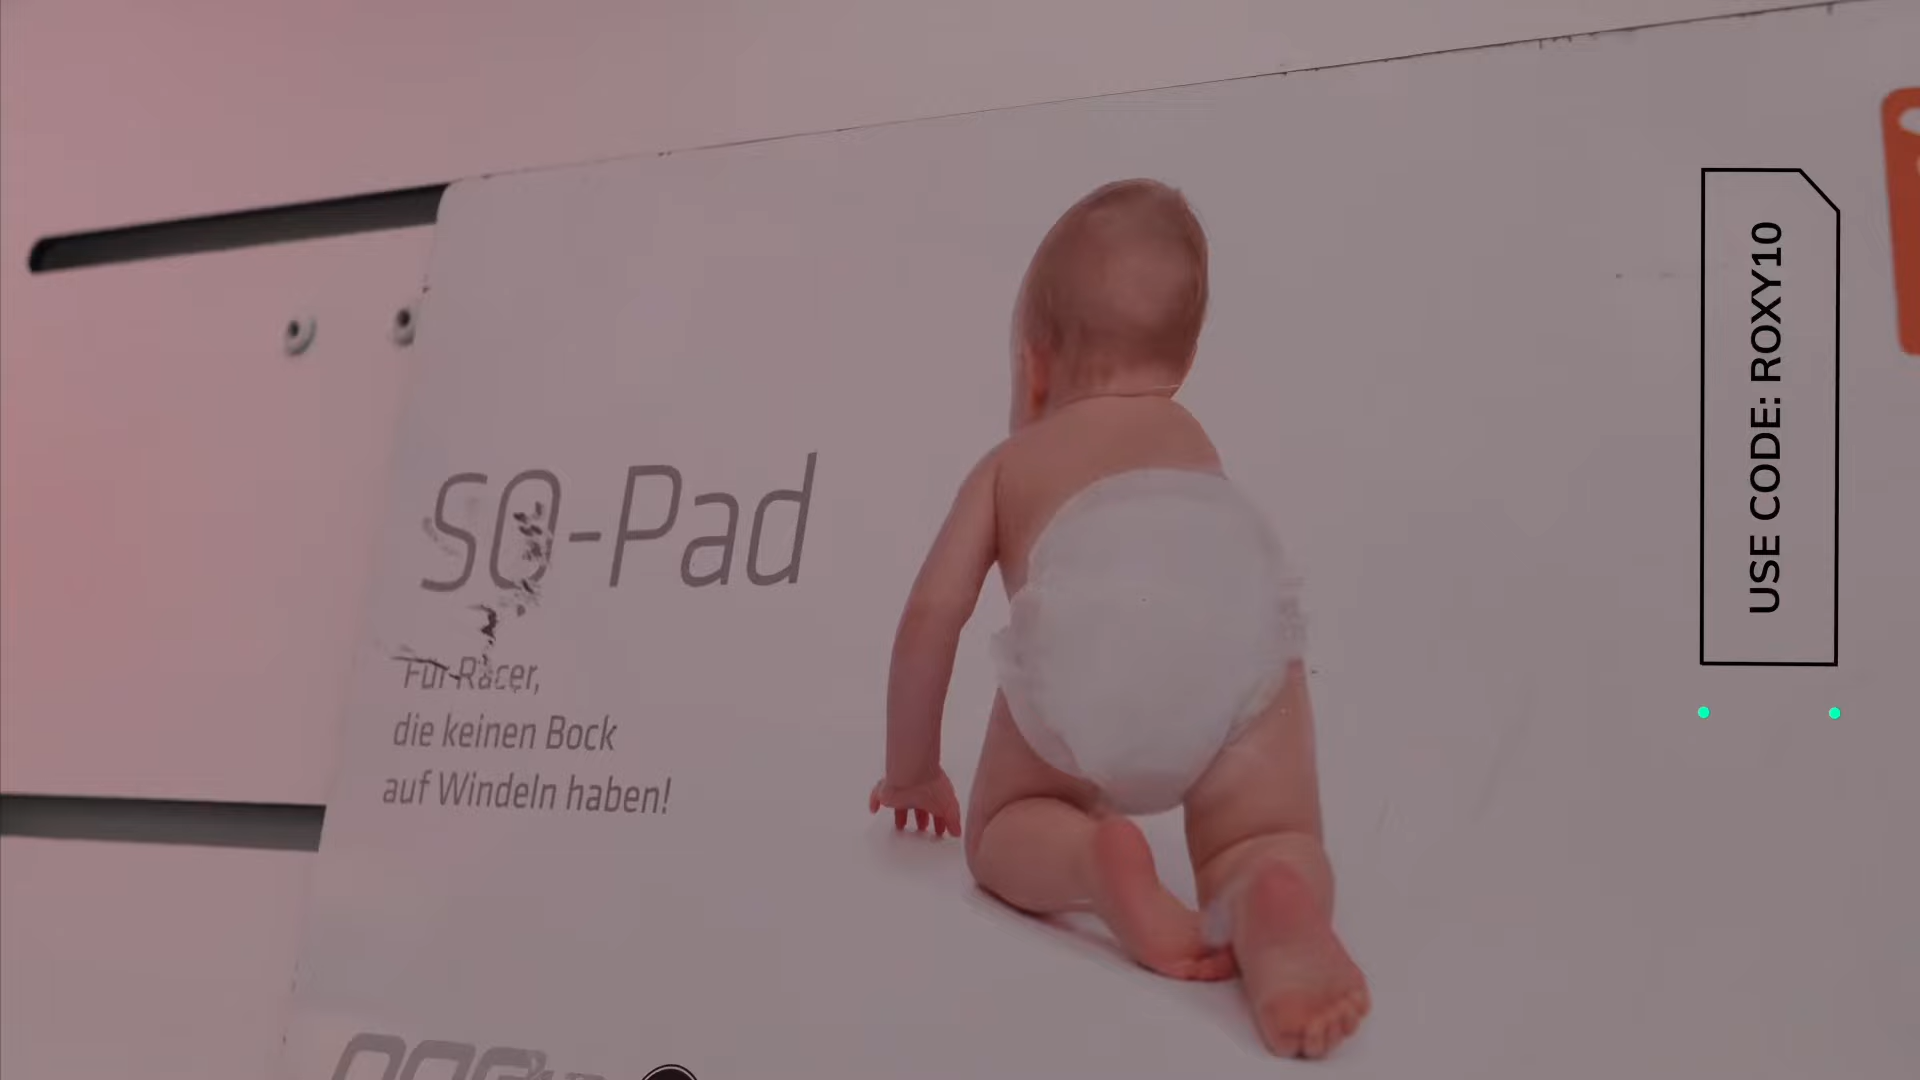 SQ-Pad
Für Racer,
die keinen Bock
auf Windeln haben!
USE CODE: ROXY10